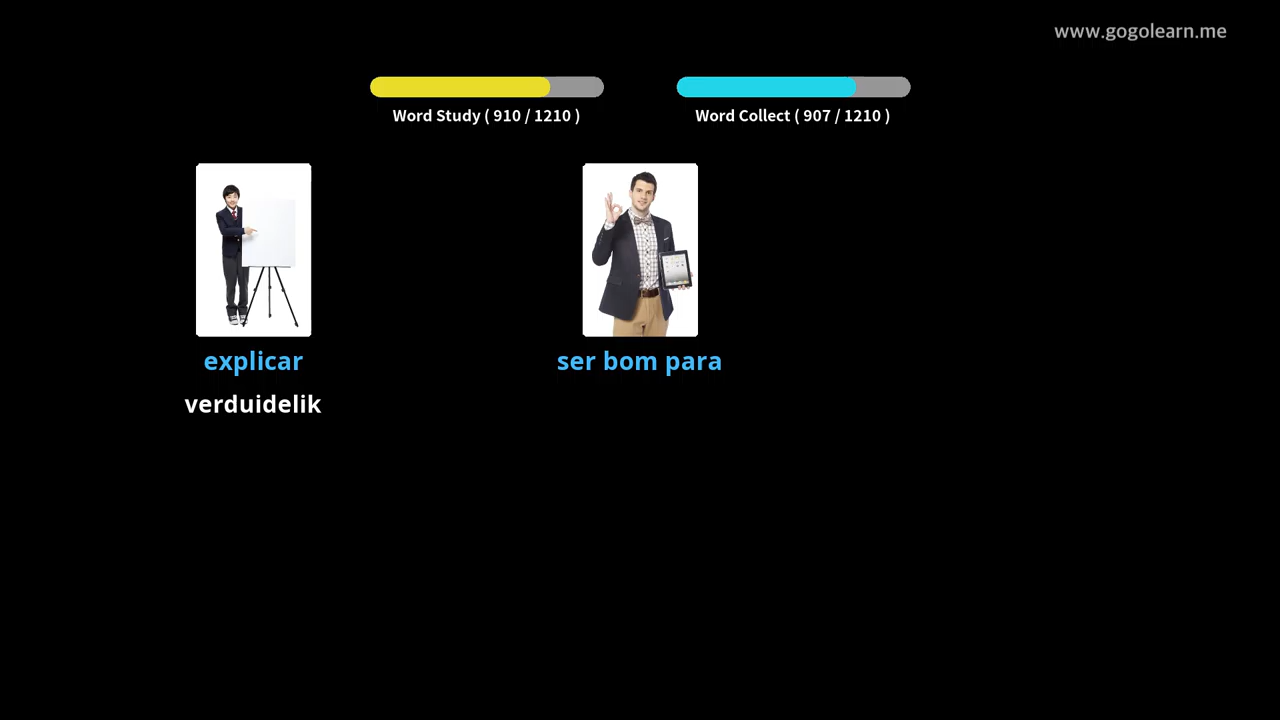 www.gogolearn.me
Word Study ( 910 / 1210 )
Word Collect ( 907 / 1210 )
explicar
verduidelik
ser bom para